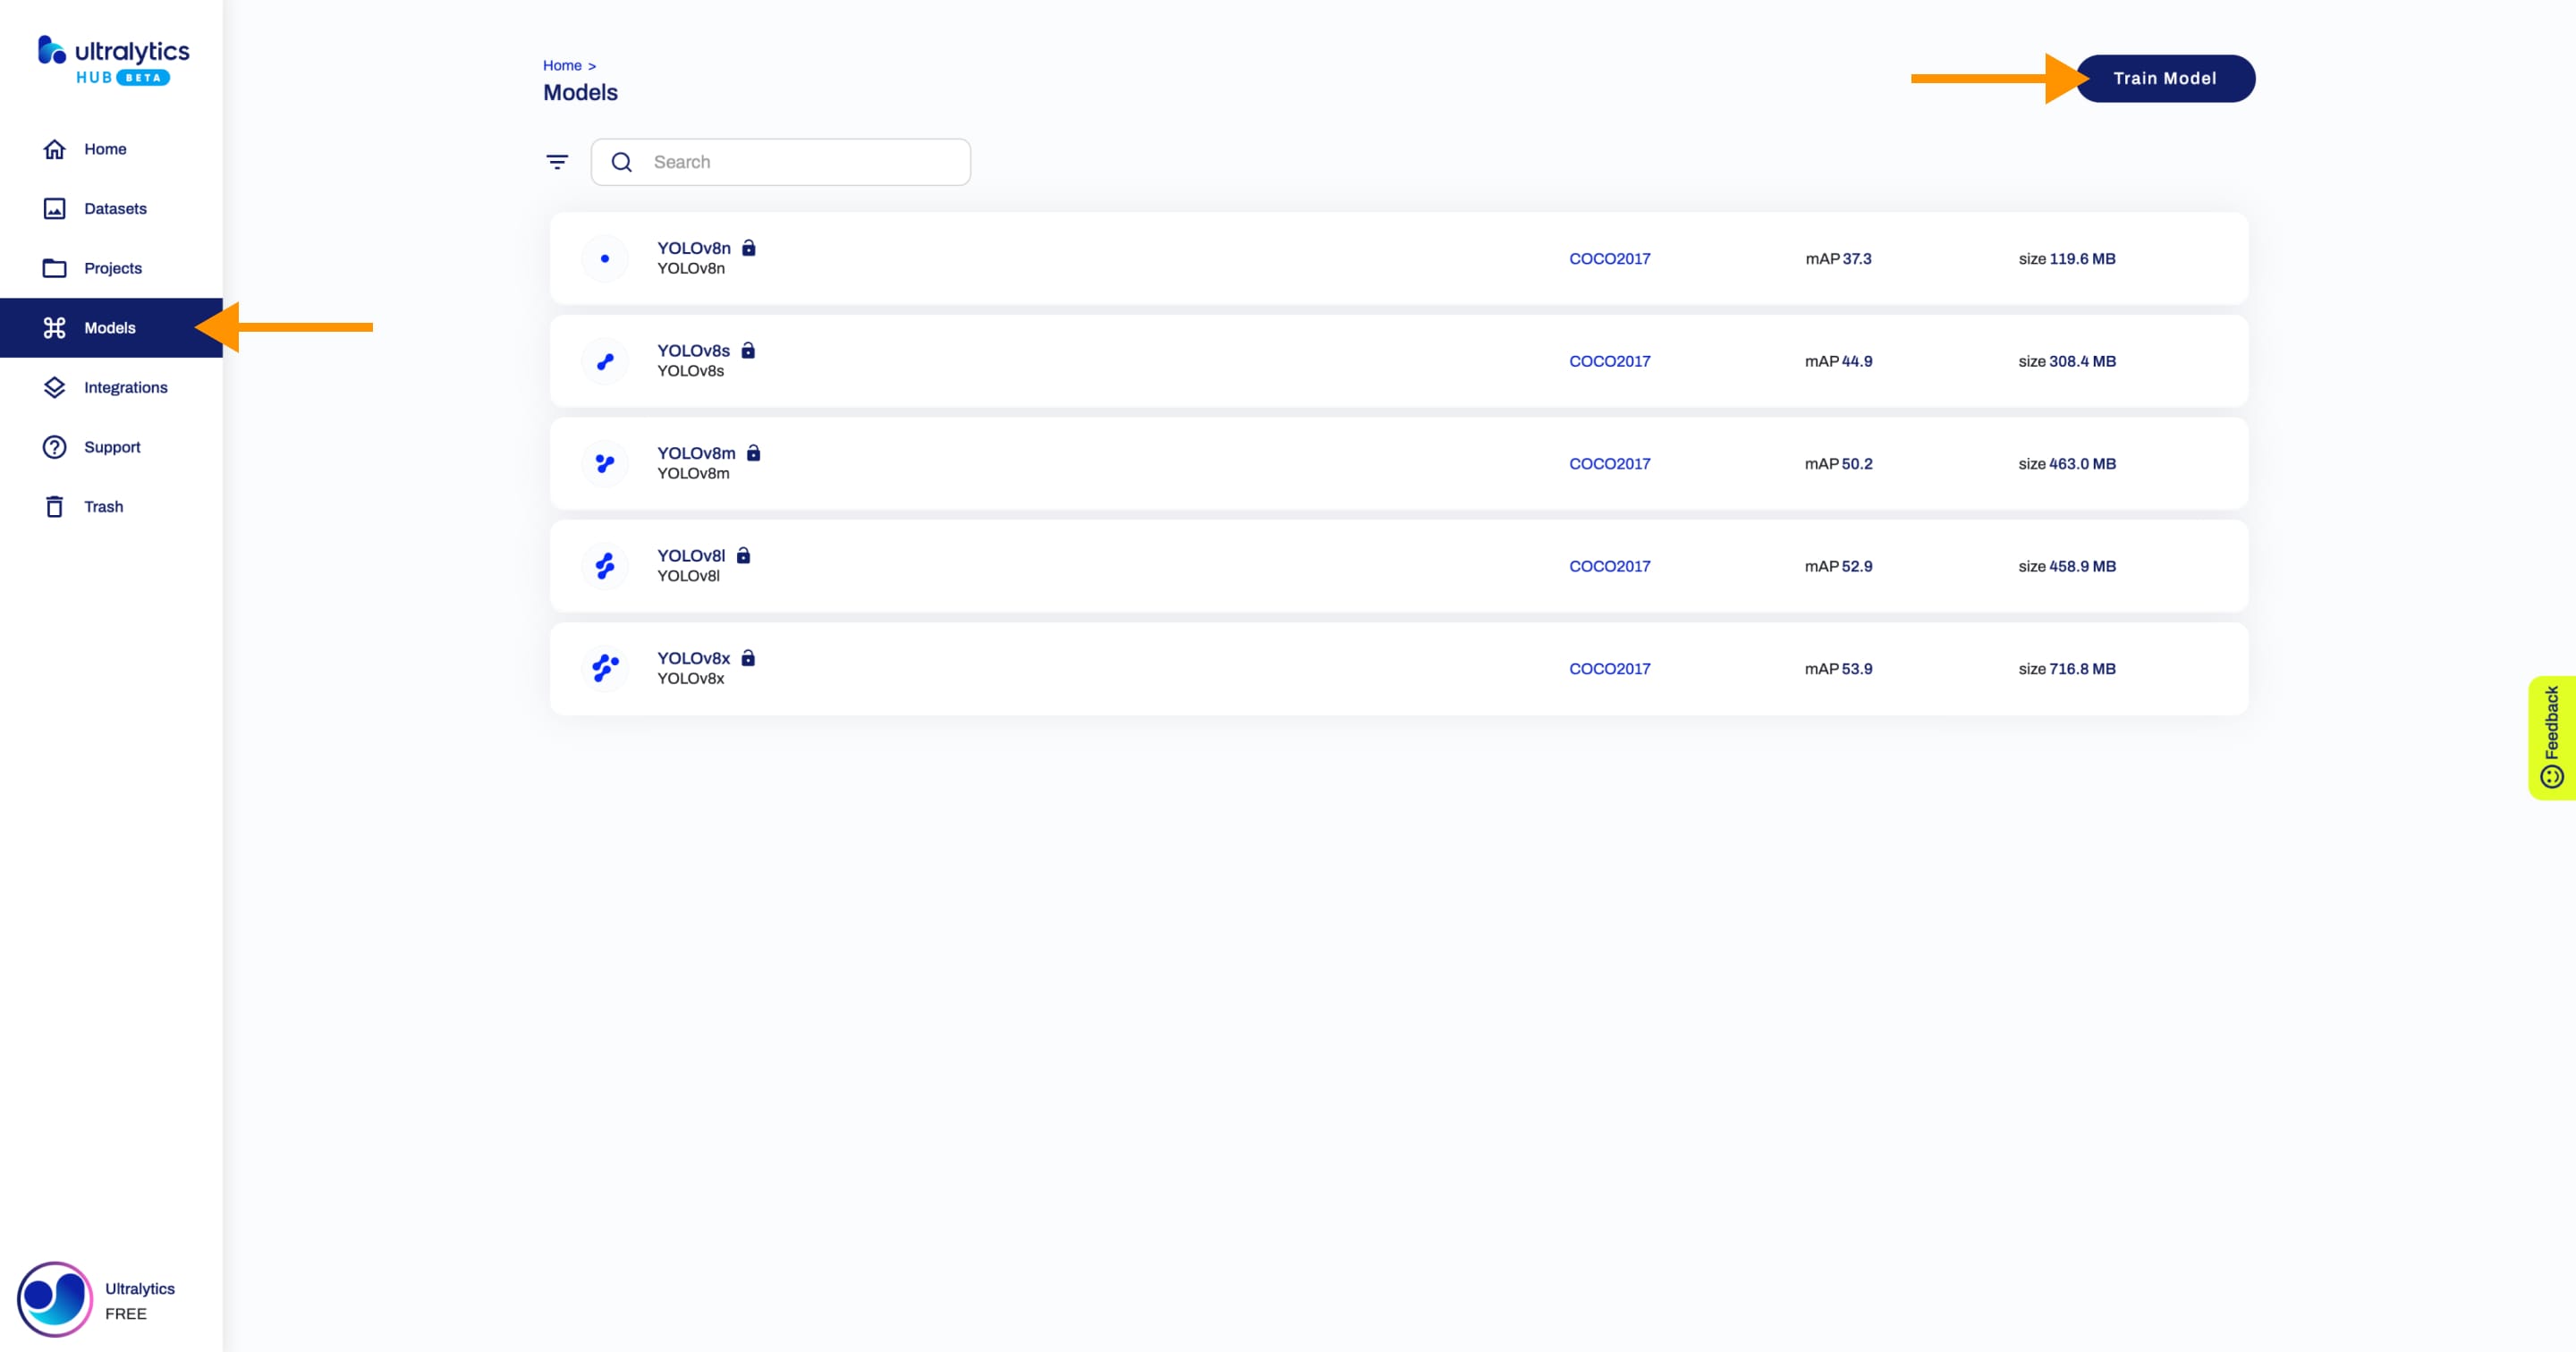 ultralytics
HUB BETA
Home
Datasets
Projects
Models
Integrations
Support
Trash
Ultralytics
FREE
Home >
Models
Train Model
Search
YOLOv8n
YOLOv8n
COCO2017
mAP 37.3
size 119.6 MB
YOLOv8s
YOLOv8s
COCO2017
mAP 44.9
size 308.4 MB
YOLOv8m
YOLOv8m
COCO2017
mAP 50.2
size 463.0 MB
YOLOv8l
YOLOv8l
COCO2017
mAP 52.9
size 458.9 MB
YOLOv8x
YOLOv8x
COCO2017
mAP 53.9
size 716.8 MB
Feedback